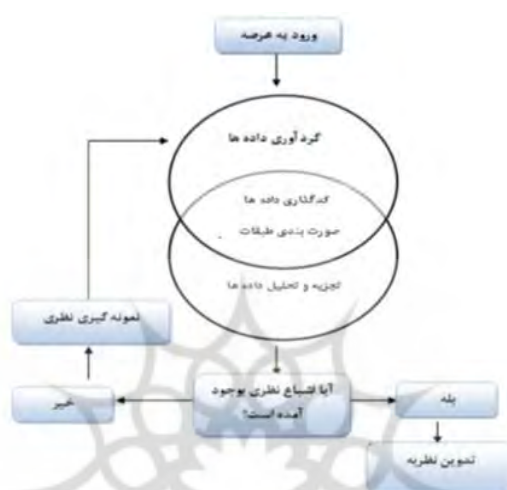 ورود به عرصه
گردآوری داده ها
کدگذاری داده ها
صورت بندی طبقات
تجزیه و تحلیل داده ها
نمونه گیری نظری
آیا اشباع نظری بوجود
آمده است؟
خیر
بله
تدوین نظریه